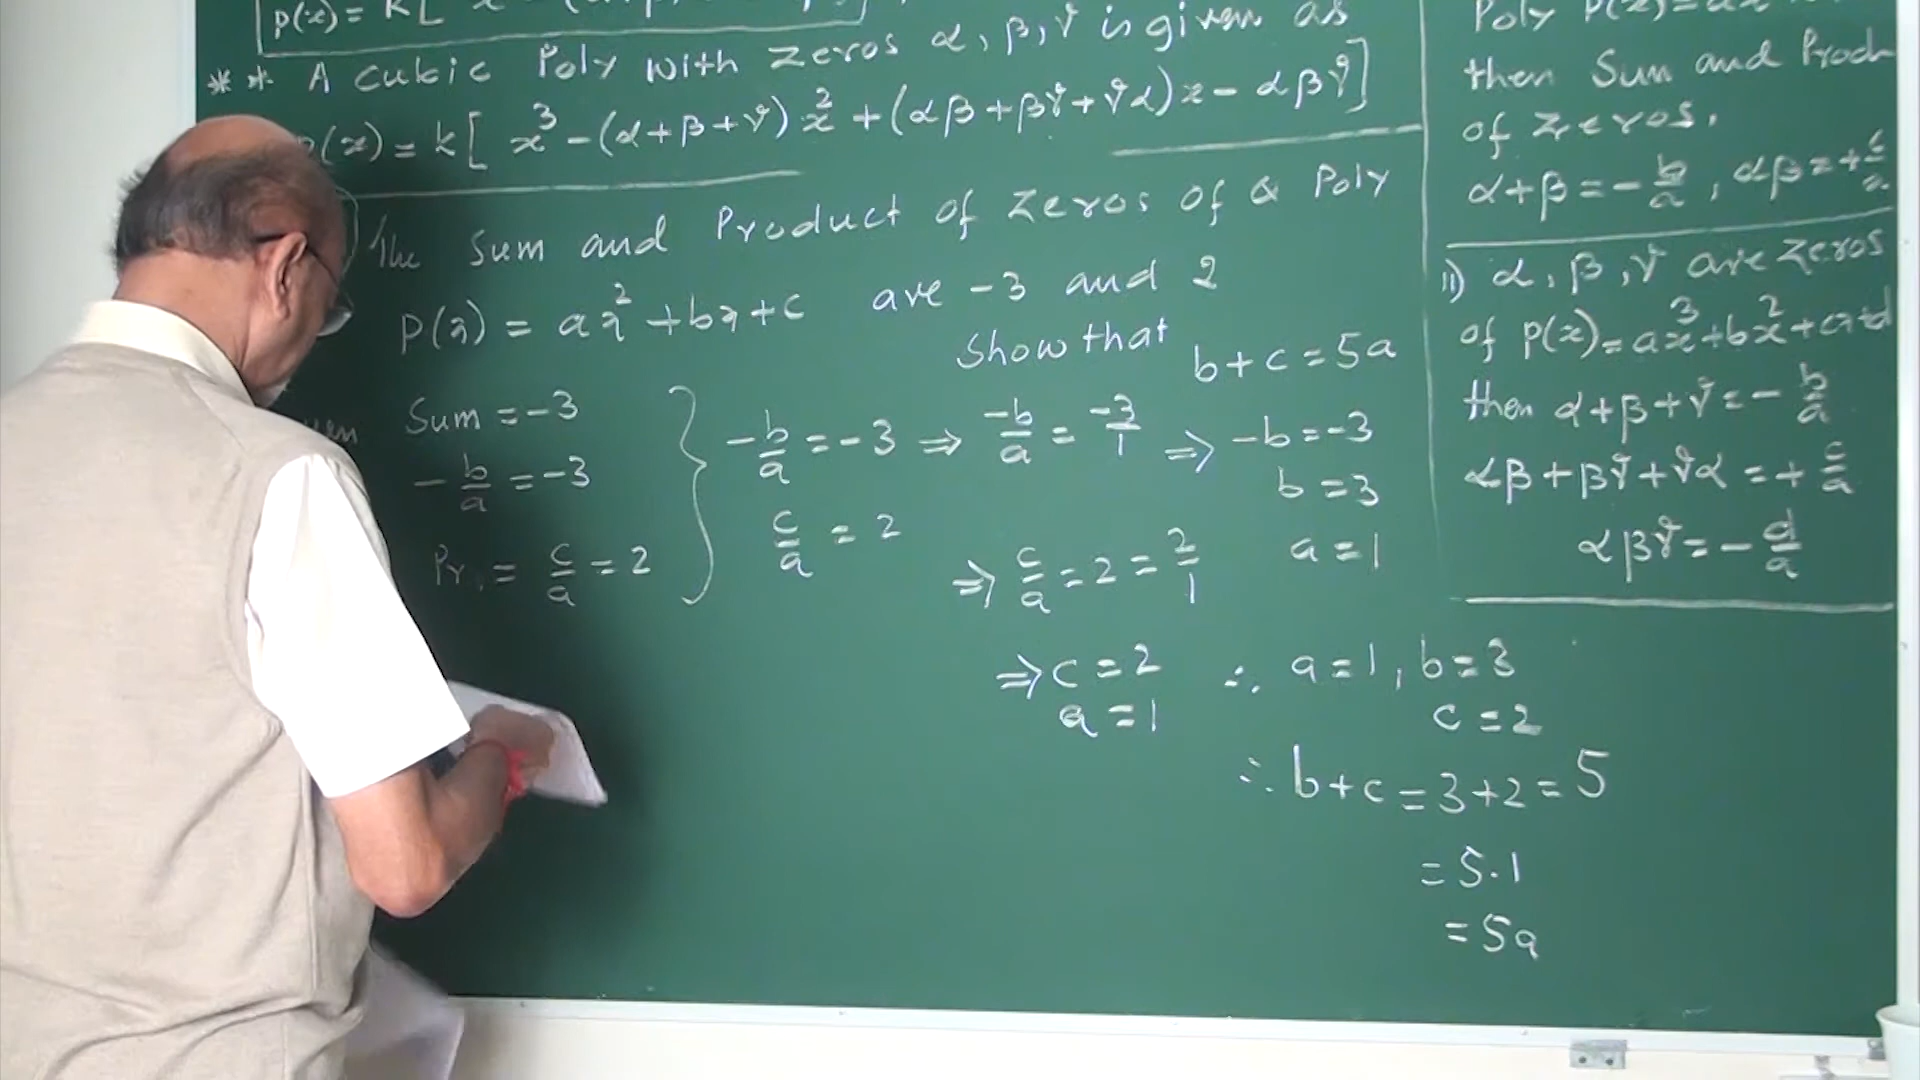 P(x) = K[
** A cubic Poly with zeros α, β, γ is given as
(x) = k[ x³ - (α+β+γ) x² + (αβ+βγ+γα)x - αβγ]
The Sum and Product of zeros of a Poly
P(x) = ax² + bx + c are -3 and 2
Show that b + c = 5a
Sum = -3
-b/a = -3
Pr. = c/a = 2
-b/a = -3 ⇒ -b/a = -3/1 ⇒ -b = -3
b = 3
a = 1
c/a = 2
⇒ c/a = 2 = 2/1
⇒ c = 2
a = 1
∴ a = 1, b = 3
c = 2
∴ b + c = 3 + 2 = 5
= 5.1
= 5a
Poly P(x) = ax
then Sum and Prod
of zeros.
α+β = -b/a, αβ = +c/a
ii) α, β, γ are zeros
of P(x) = ax³+bx²+cx+d
then α+β+γ = -b/a
αβ+βγ+γα = +c/a
αβγ = -d/a